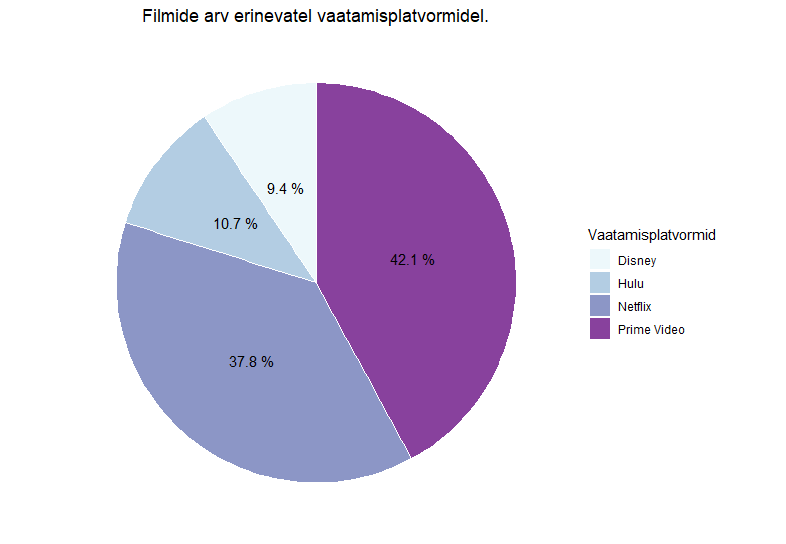 Filmide arv erinevatel vaatamisplatvormidel.
9.4 %
10.7 %
42.1 %
37.8 %
Vaatamisplatvormid
Disney
Hulu
Netflix
Prime Video